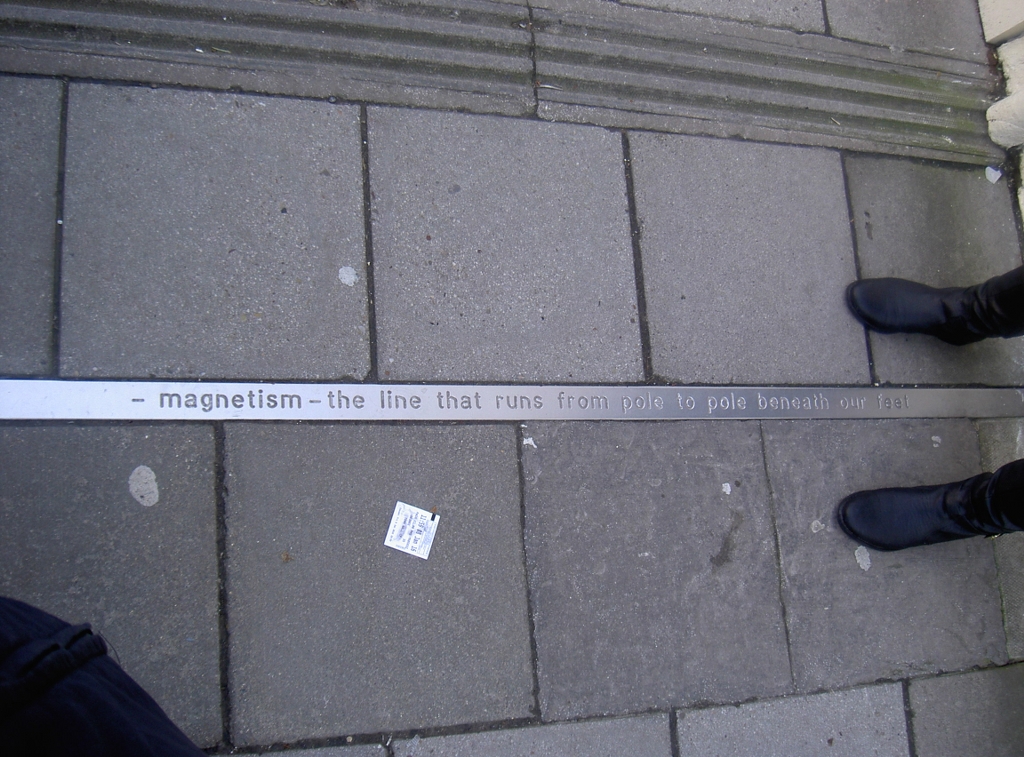 - magnetism - the line that runs from pole to pole beneath our feet